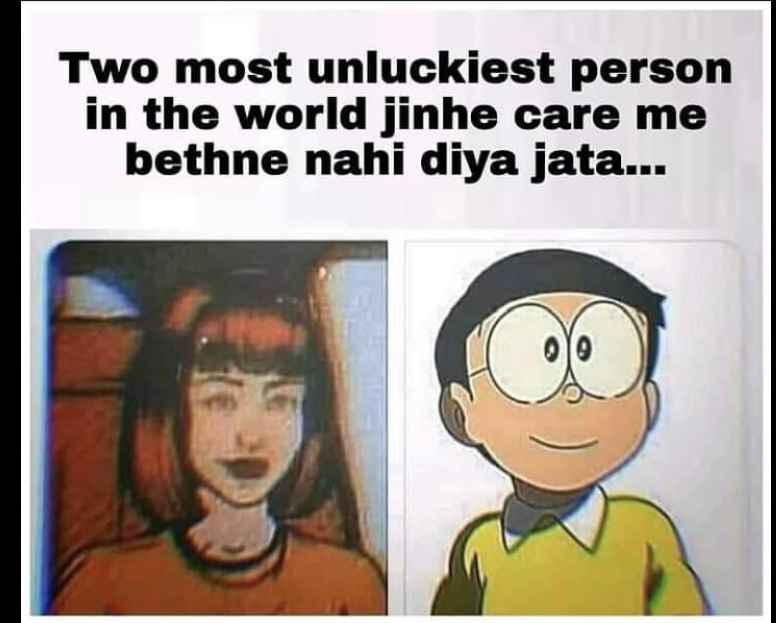 Two most unluckiest person
in the world jinhe care me
bethne nahi diya jata...